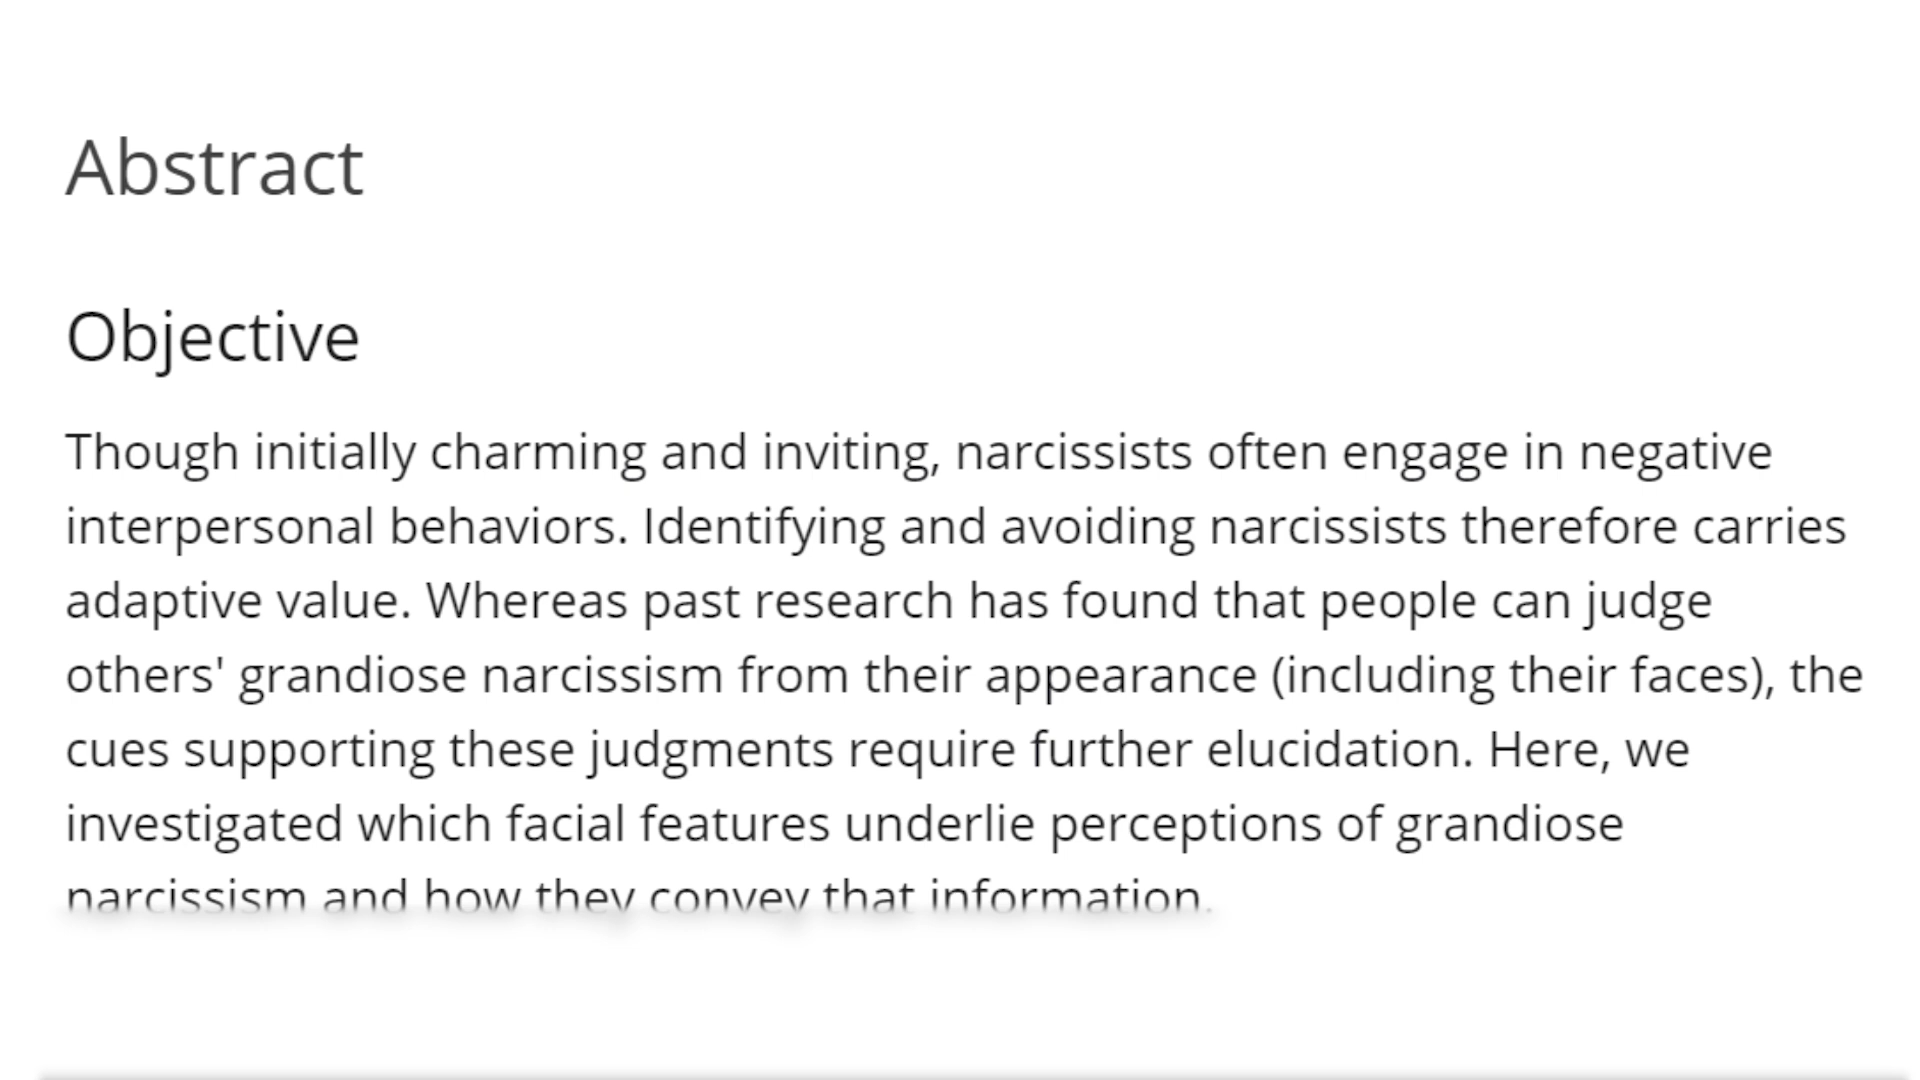 Abstract
Objective
Though initially charming and inviting, narcissists often engage in negative
interpersonal behaviors. Identifying and avoiding narcissists therefore carries
adaptive value. Whereas past research has found that people can judge
others' grandiose narcissism from their appearance (including their faces), the
cues supporting these judgments require further elucidation. Here, we
investigated which facial features underlie perceptions of grandiose
narcissism and how they convey that information.